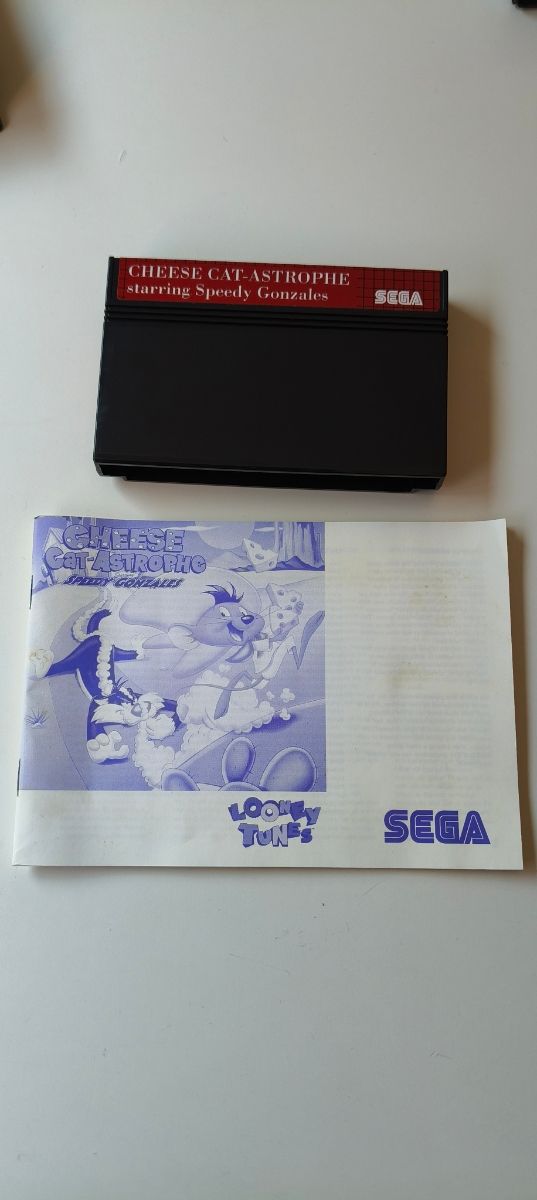 CHEESE CAT-ASTROPHE
starring Speedy Gonzales
SEGA
CHEESE
CAT-ASTROPHE
SPEEDY GONZALES
LOONEY
TUNES
SEGA